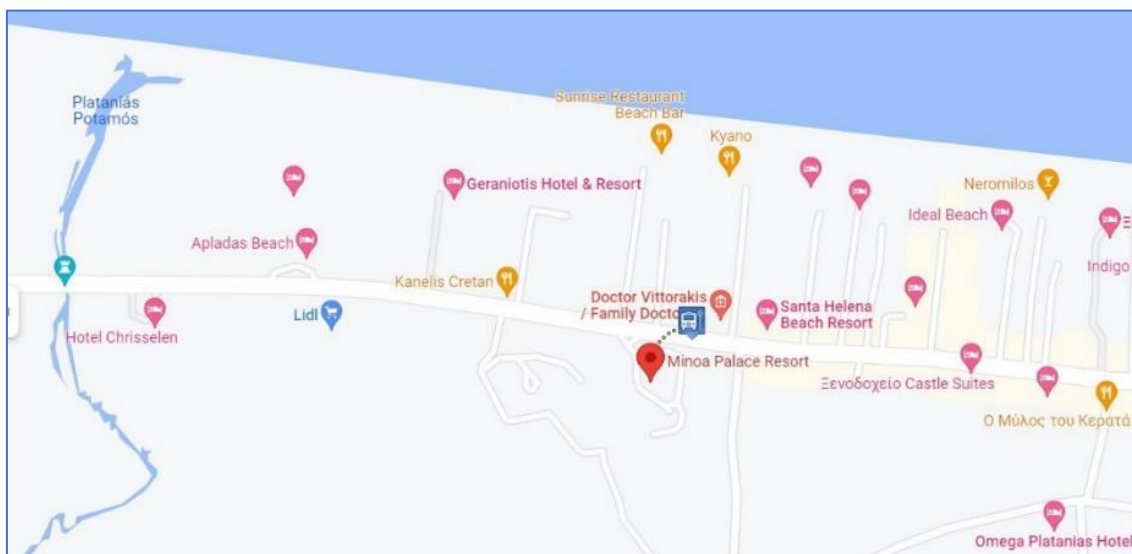 Plataniás
Potamós
Sunrise Restaurant
Beach Bar
Kyano
Geraniotis Hotel & Resort
Neromilos
Ideal Beach
Apladas Beach
Indigo
Kanelis Cretan
Doctor Vittorakis
/ Family Doctor
Santa Helena
Beach Resort
Lidl
Hotel Chrisselen
Minoa Palace Resort
Ξενοδοχείο Castle Suites
Ο Μύλος του Κερατά
Omega Platanias Hotel